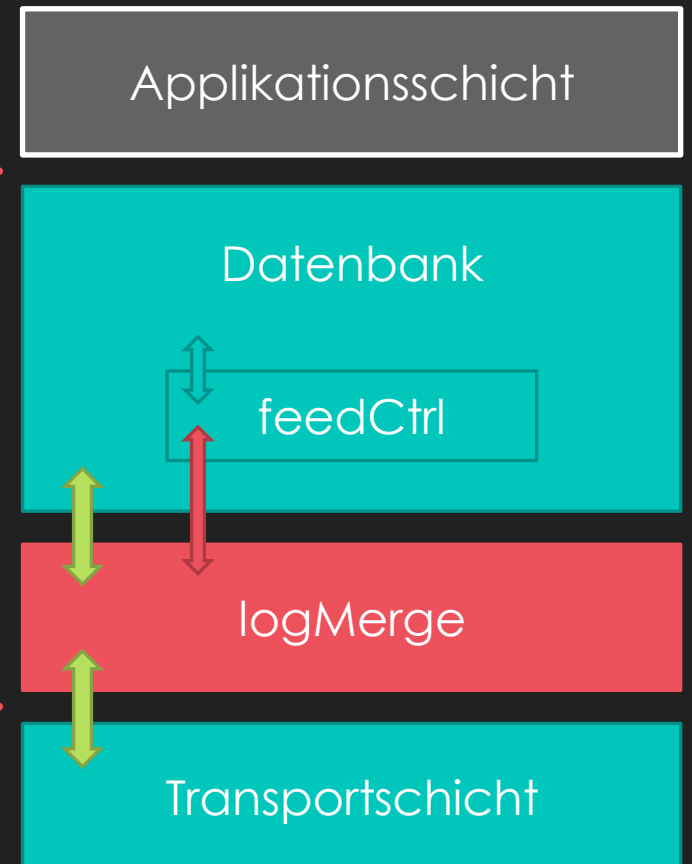 Applikationsschicht
Datenbank
feedCtrl
logMerge
Transportschicht